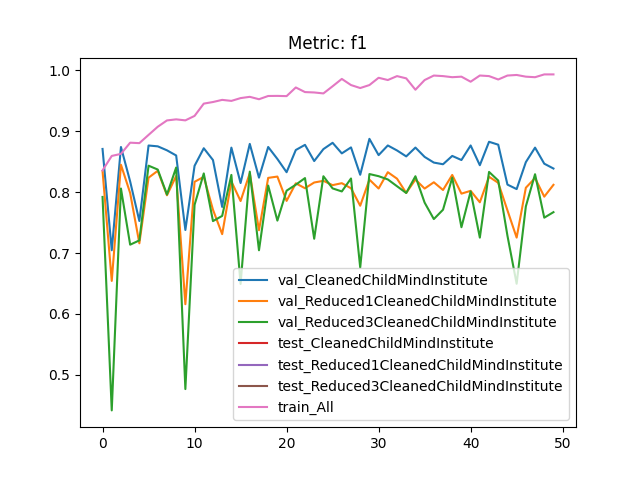 Metric: f1
1.0
0.9
0.8
0.7
0.6
0.5
0
10
20
30
40
50
val_CleanedChildMindInstitute
val_Reduced1CleanedChildMindInstitute
val_Reduced3CleanedChildMindInstitute
test_CleanedChildMindInstitute
test_Reduced1CleanedChildMindInstitute
test_Reduced3CleanedChildMindInstitute
train_All